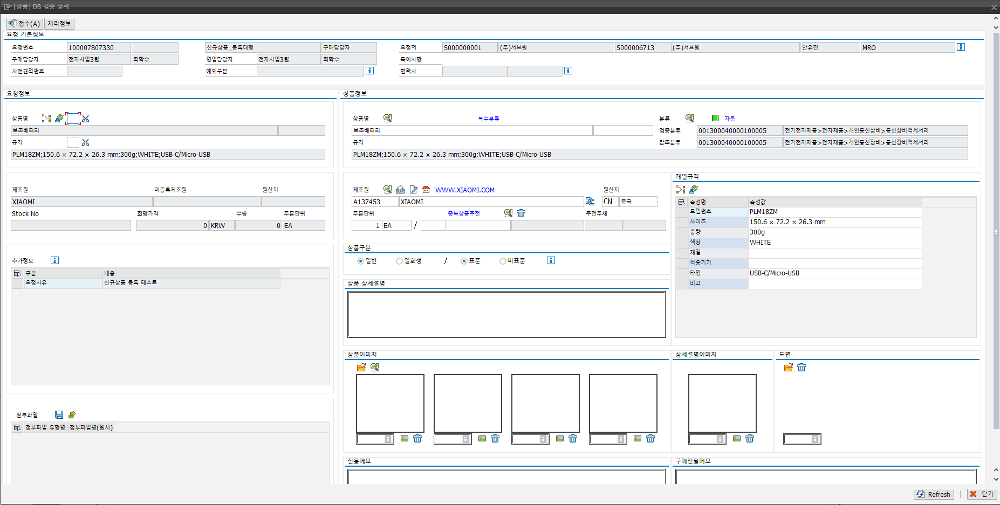 [상품] DB 검증 상세
접수(A) 처리정보
요청 기본정보
요청번호 100007807330 신규상품_등록대행 구매담당자 요청처 S000000001 (주)서브원 S000006713 (주)서브원 안유진 MRO
구매담당자 전자사업3팀 최학수 영업담당자 전자사업3팀 최학수 특이사항
사전견적번호 예외구분 협력사
요청정보 상품정보
상품명 상품명 복수분류 분류 자동
보조배터리 보조배터리 검증분류 001300040000100005 전기전자제품>전자제품>개인통신장비>통신장비액세서리
규격 규격 참조분류 001300040000100005 전기전자제품>전자제품>개인통신장비>통신장비액세서리
PLM18ZM;150.6 × 72.2 × 26.3 mm;300g;WHITE;USB-C/Micro-USB PLM18ZM;150.6 × 72.2 × 26.3 mm;300g;WHITE;USB-C/Micro-USB
개별규격
제조원 미등록제조원 원산지 제조원 WWW.XIAOMI.COM 원산지
XIAOMI A137453 XIAOMI CN 중국 속성명 속성값
Stock No 희망가격 수량 주문단위 주문단위 중복상품추천 추천주체 모델번호 PLM18ZM
0 KRW 0 EA 1 EA / 사이즈 150.6 × 72.2 × 26.3 mm
중량 300g
색상 WHITE
상품구분
재질
추가정보 일반 일회성 / 표준 비표준 적용기기
구분 내용 타입 USB-C/Micro-USB
요청사유 신규상품 등록 테스트 상품 상세설명 비고
상품이미지 상세설명이미지 도면
첨부파일
첨부파일 유형명 첨부파일명(원시)
전용메모 구매전달메모
Refresh | 닫기